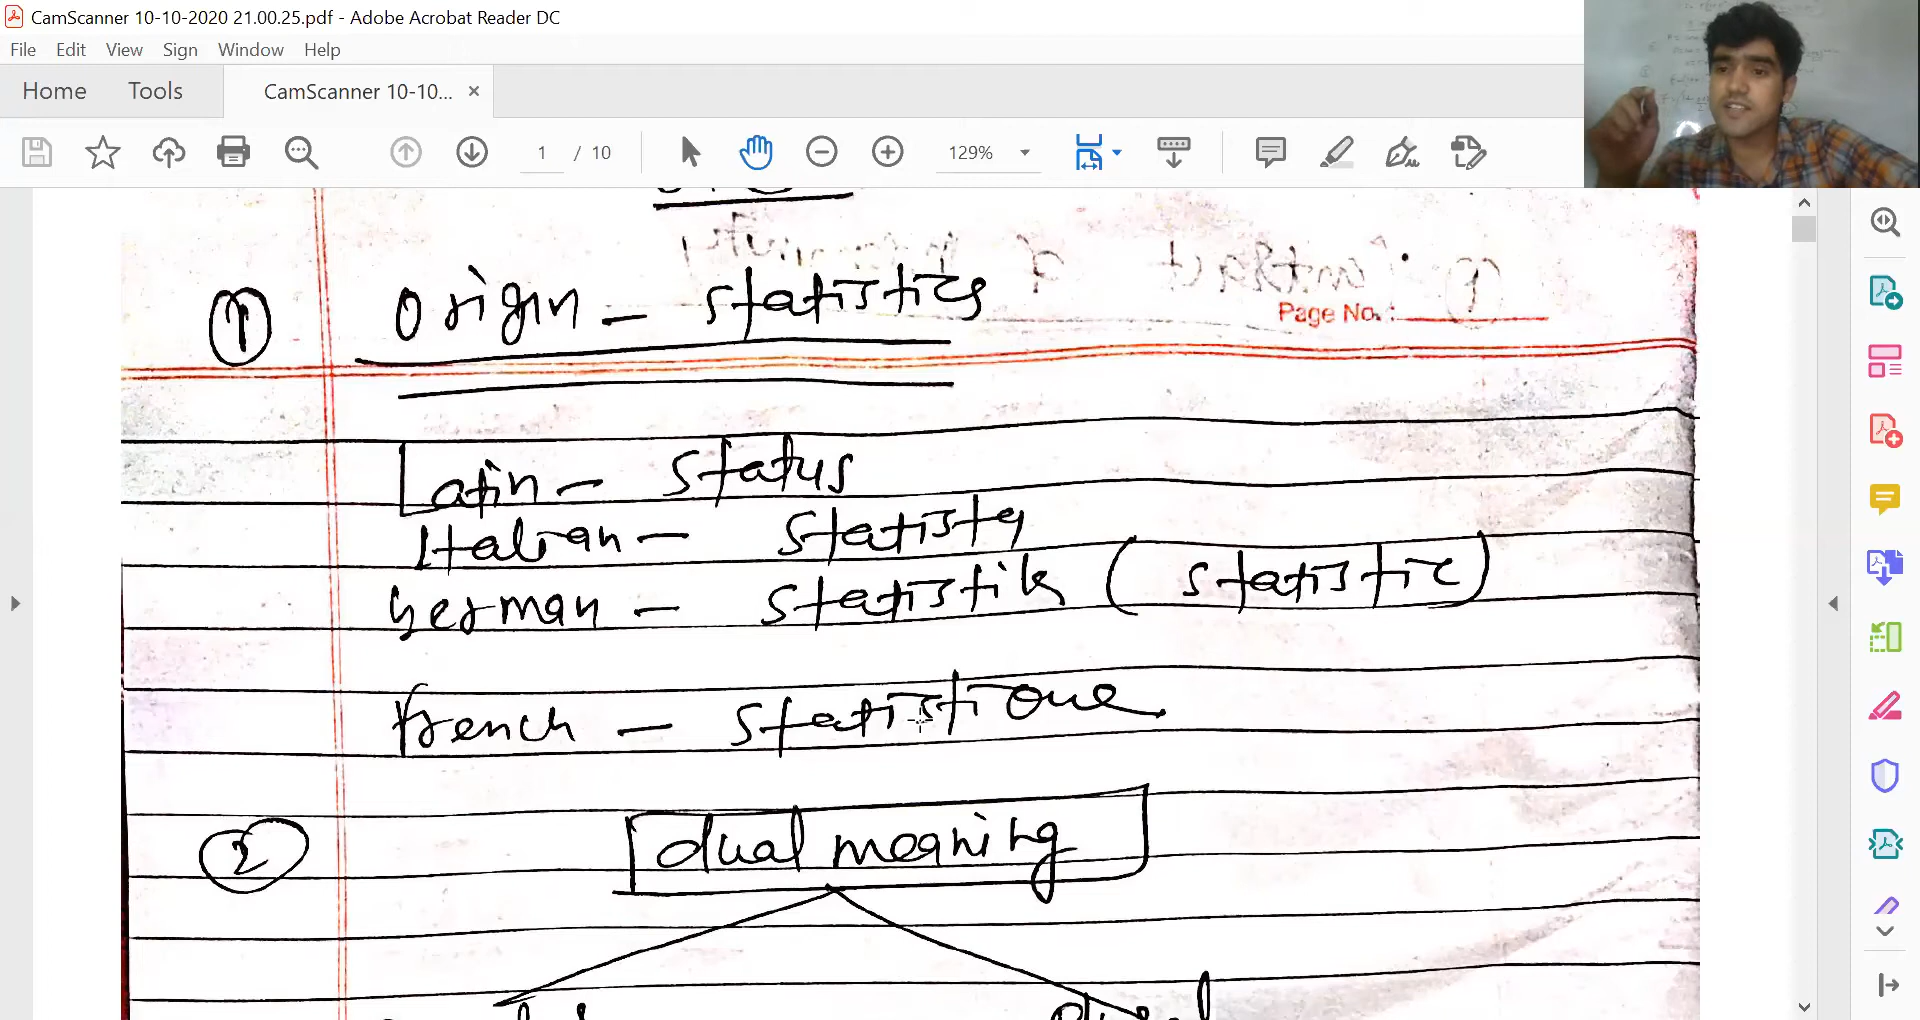 CamScanner 10-10-2020 21.00.25.pdf - Adobe Acrobat Reader DC
File Edit View Sign Window Help
Home Tools CamScanner 10-10... ×
1 / 10 129%
① Origin - Statistics
Page No. :
Latin - Status
Italian - Statista
German - Statistik ( Statistic )
French - Statistique
② dual meaning